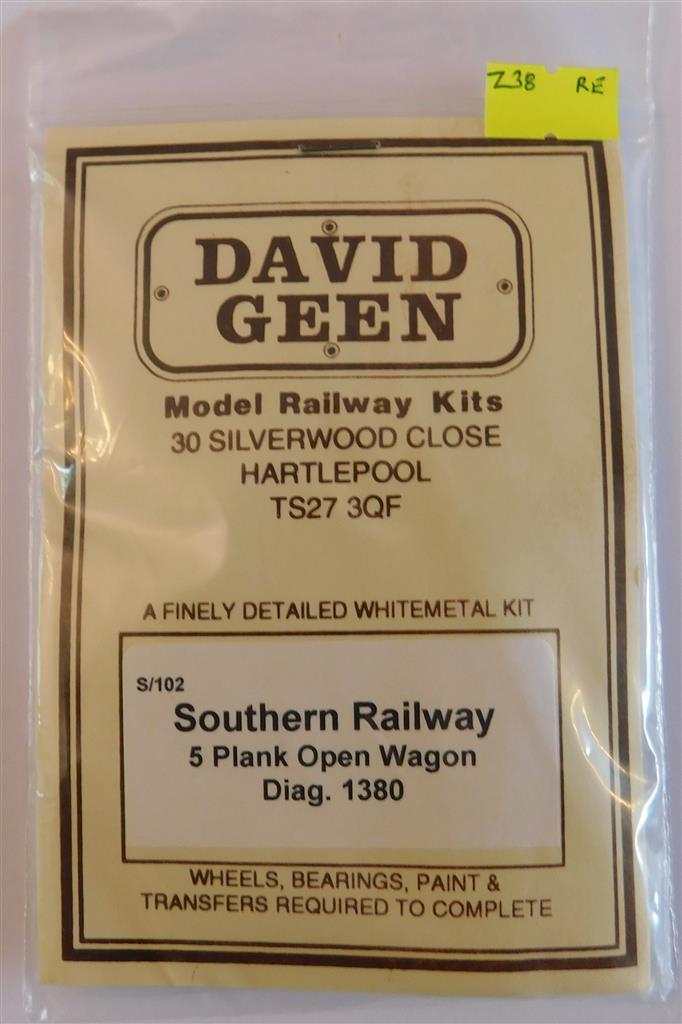 Z38 RE
DAVID
GEEN
Model Railway Kits
30 SILVERWOOD CLOSE
HARTLEPOOL
TS27 3QF
A FINELY DETAILED WHITEMETAL KIT
S/102
Southern Railway
5 Plank Open Wagon
Diag. 1380
WHEELS, BEARINGS, PAINT &
TRANSFERS REQUIRED TO COMPLETE